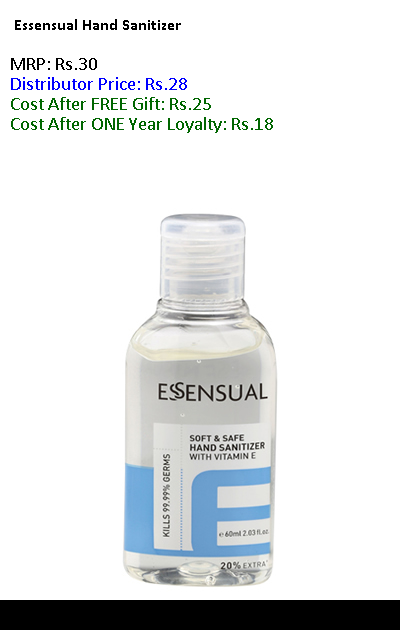 Essensual Hand Sanitizer
MRP: Rs.30
Distributor Price: Rs.28
Cost After FREE Gift: Rs.25
Cost After ONE Year Loyalty: Rs.18
ESSENSUAL
SOFT & SAFE
HAND SANITIZER
WITH VITAMIN E
KILLS 99.99% GERMS
e 60ml 2.03 fl.oz.
20% EXTRA*